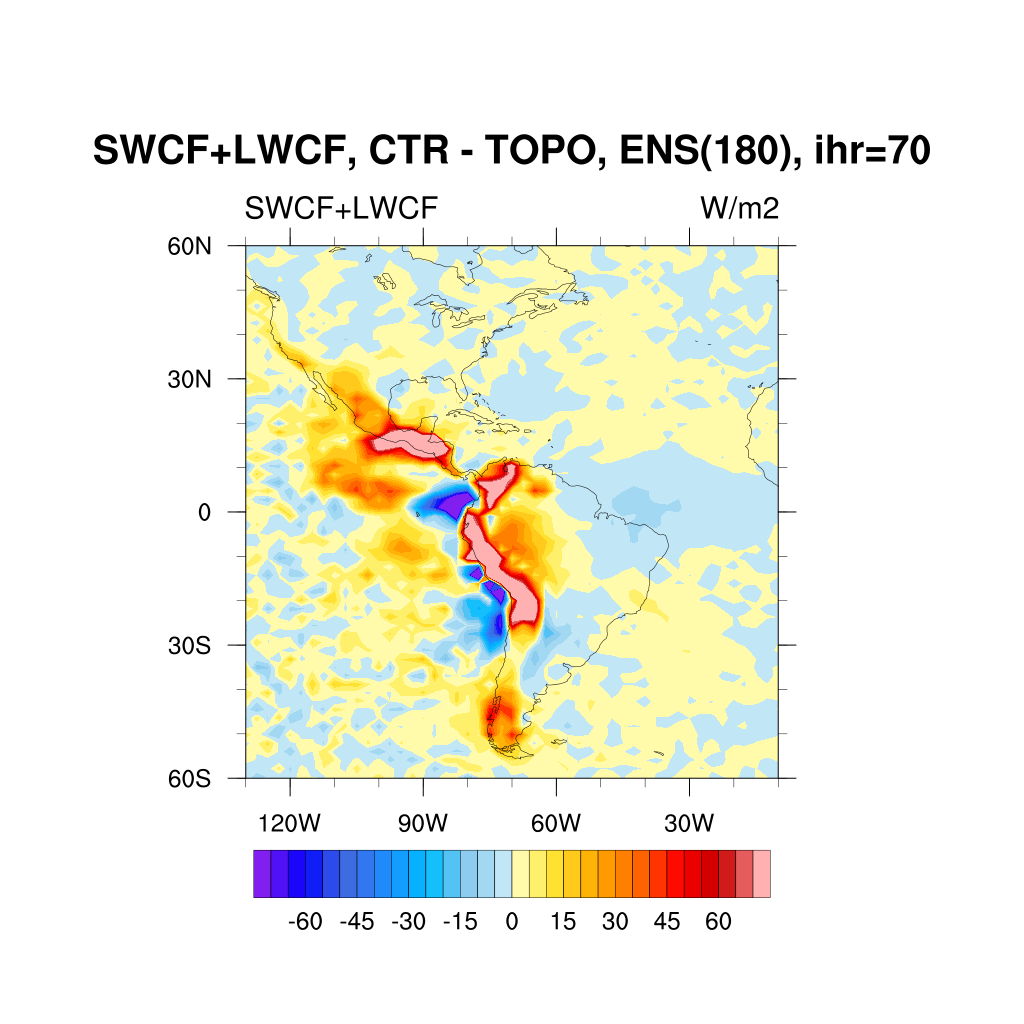 SWCF+LWCF, CTR - TOPO, ENS(180), ihr=70
SWCF+LWCF W/m2
60N
30N
0
30S
60S
120W 90W 60W 30W
-60 -45 -30 -15 0 15 30 45 60